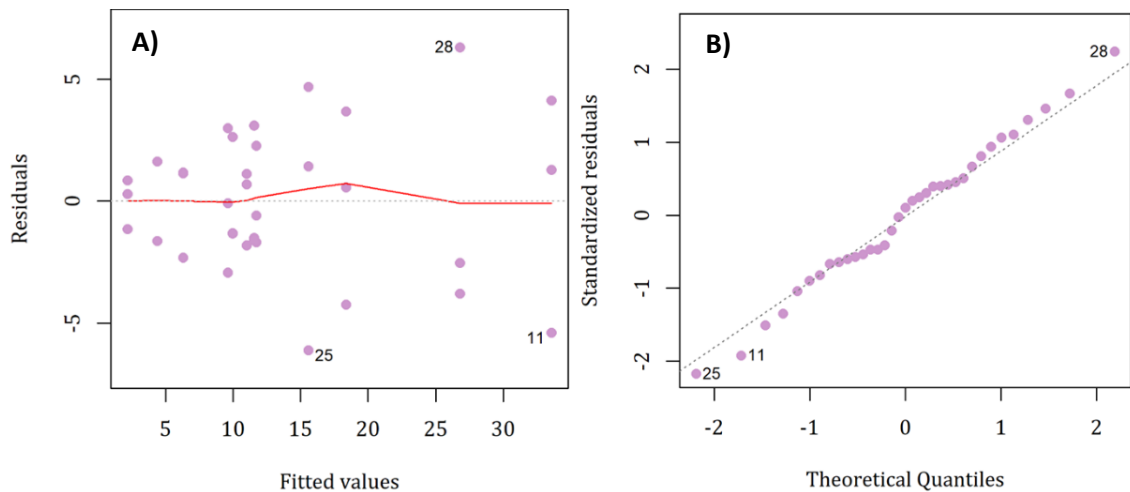 A)
28
25
11
5
0
-5
Residuals
5 10 15 20 25 30
Fitted values
B)
28
11
25
2
1
0
-1
-2
Standardized residuals
-2 -1 0 1 2
Theoretical Quantiles